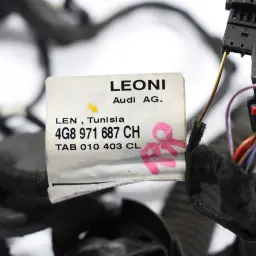 LEONI
Audi AG.
LEN , Tunisia
4G8 971 687 CH
TAB 010 403 CL